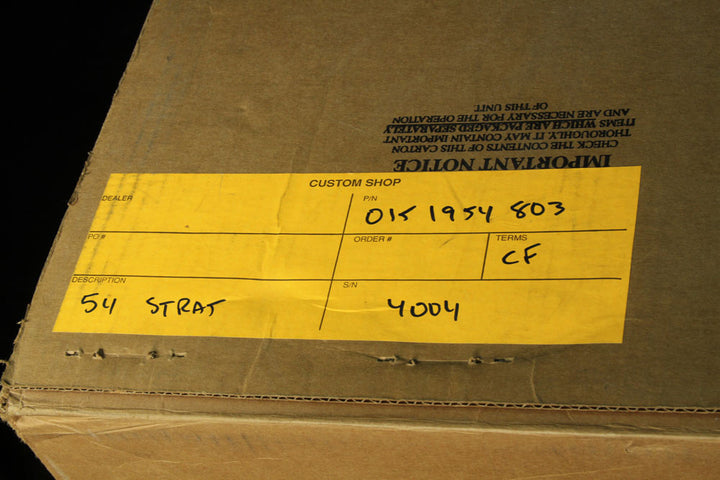 IMPORTANT NOTICE
CHECK THE CONTENTS OF THIS CARTON
THOROUGHLY. IT MAY CONTAIN IMPORTANT
ITEMS WHICH ARE PACKAGED SEPARATELY
AND ARE NECESSARY FOR THE OPERATION
OF THIS UNIT
CUSTOM SHOP
DEALER
P/N
015 1954 803
PO#
ORDER #
TERMS
CF
DESCRIPTION
54 STRAT
S/N
4004